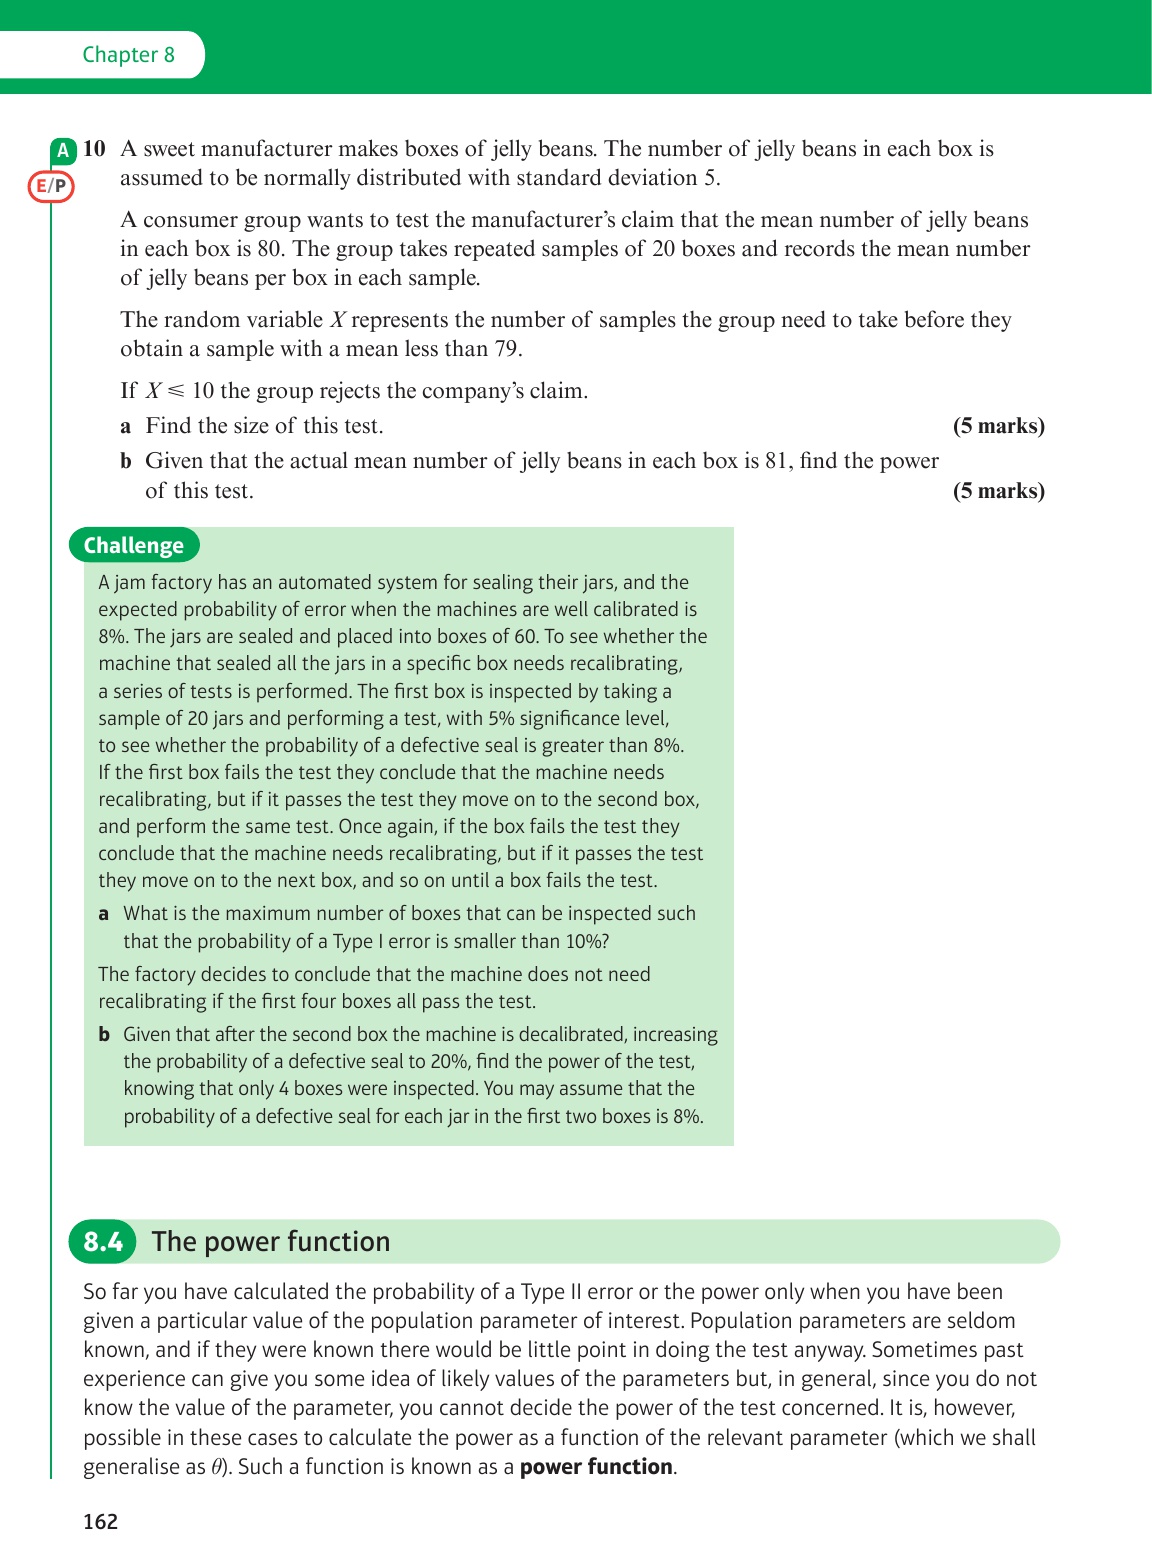 Chapter 8
A
E/P
10 A sweet manufacturer makes boxes of jelly beans. The number of jelly beans in each box is
assumed to be normally distributed with standard deviation 5.
A consumer group wants to test the manufacturer’s claim that the mean number of jelly beans
in each box is 80. The group takes repeated samples of 20 boxes and records the mean number
of jelly beans per box in each sample.
The random variable X represents the number of samples the group need to take before they
obtain a sample with a mean less than 79.
If X ⩽ 10 the group rejects the company’s claim.
a Find the size of this test. (5 marks)
b Given that the actual mean number of jelly beans in each box is 81, find the power
of this test. (5 marks)
Challenge
A jam factory has an automated system for sealing their jars, and the
expected probability of error when the machines are well calibrated is
8%. The jars are sealed and placed into boxes of 60. To see whether the
machine that sealed all the jars in a specific box needs recalibrating,
a series of tests is performed. The first box is inspected by taking a
sample of 20 jars and performing a test, with 5% significance level,
to see whether the probability of a defective seal is greater than 8%.
If the first box fails the test they conclude that the machine needs
recalibrating, but if it passes the test they move on to the second box,
and perform the same test. Once again, if the box fails the test they
conclude that the machine needs recalibrating, but if it passes the test
they move on to the next box, and so on until a box fails the test.
a What is the maximum number of boxes that can be inspected such
that the probability of a Type I error is smaller than 10%?
The factory decides to conclude that the machine does not need
recalibrating if the first four boxes all pass the test.
b Given that after the second box the machine is decalibrated, increasing
the probability of a defective seal to 20%, find the power of the test,
knowing that only 4 boxes were inspected. You may assume that the
probability of a defective seal for each jar in the first two boxes is 8%.
8.4 The power function
So far you have calculated the probability of a Type II error or the power only when you have been
given a particular value of the population parameter of interest. Population parameters are seldom
known, and if they were known there would be little point in doing the test anyway. Sometimes past
experience can give you some idea of likely values of the parameters but, in general, since you do not
know the value of the parameter, you cannot decide the power of the test concerned. It is, however,
possible in these cases to calculate the power as a function of the relevant parameter (which we shall
generalise as θ). Such a function is known as a power function.
162